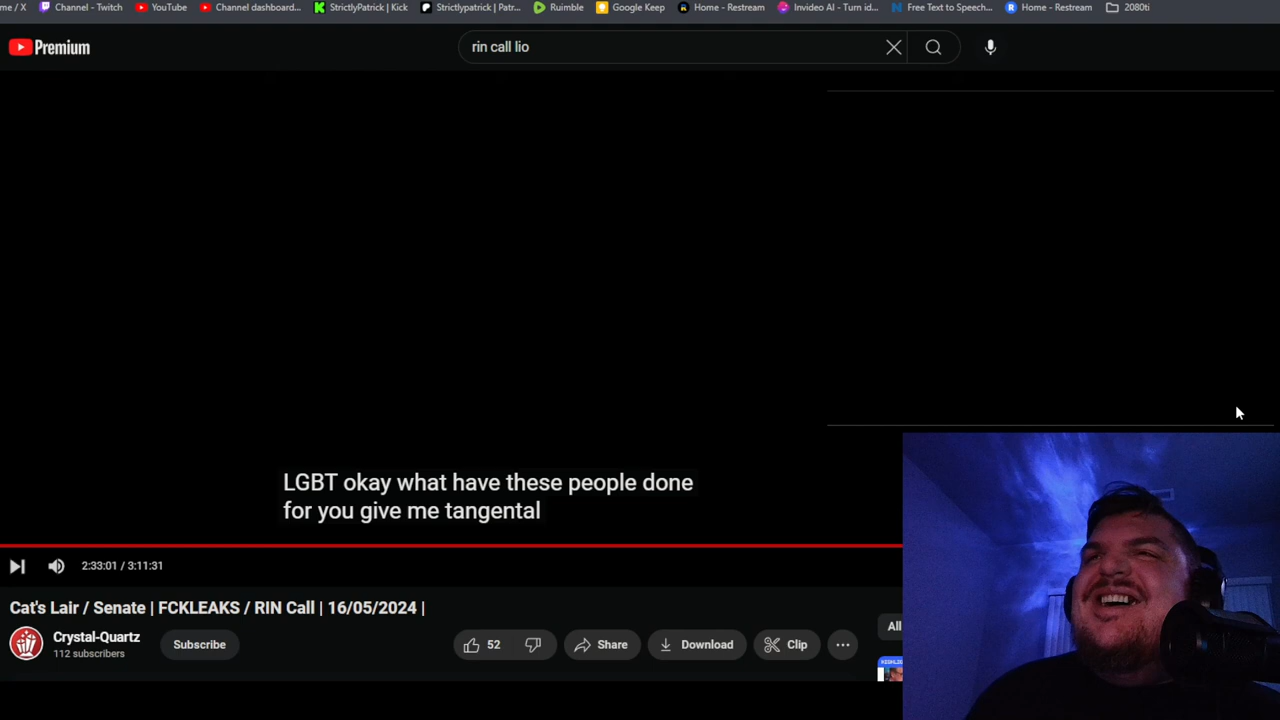 me / X Channel - Twitch YouTube Channel dashboard... StrictlyPatrick | Kick Strictlypatrick | Patr... Rumble Google Keep Home - Restream Invideo AI - Turn id... Free Text to Speech... Home - Restream 2080ti
Premium
rin call lio
LGBT okay what have these people done
for you give me tangental
2:33:01 / 3:11:31
Cat's Lair / Senate | FCKLEAKS / RIN Call | 16/05/2024 |
Crystal-Quartz
112 subscribers
Subscribe
52
Share
Download
Clip
All